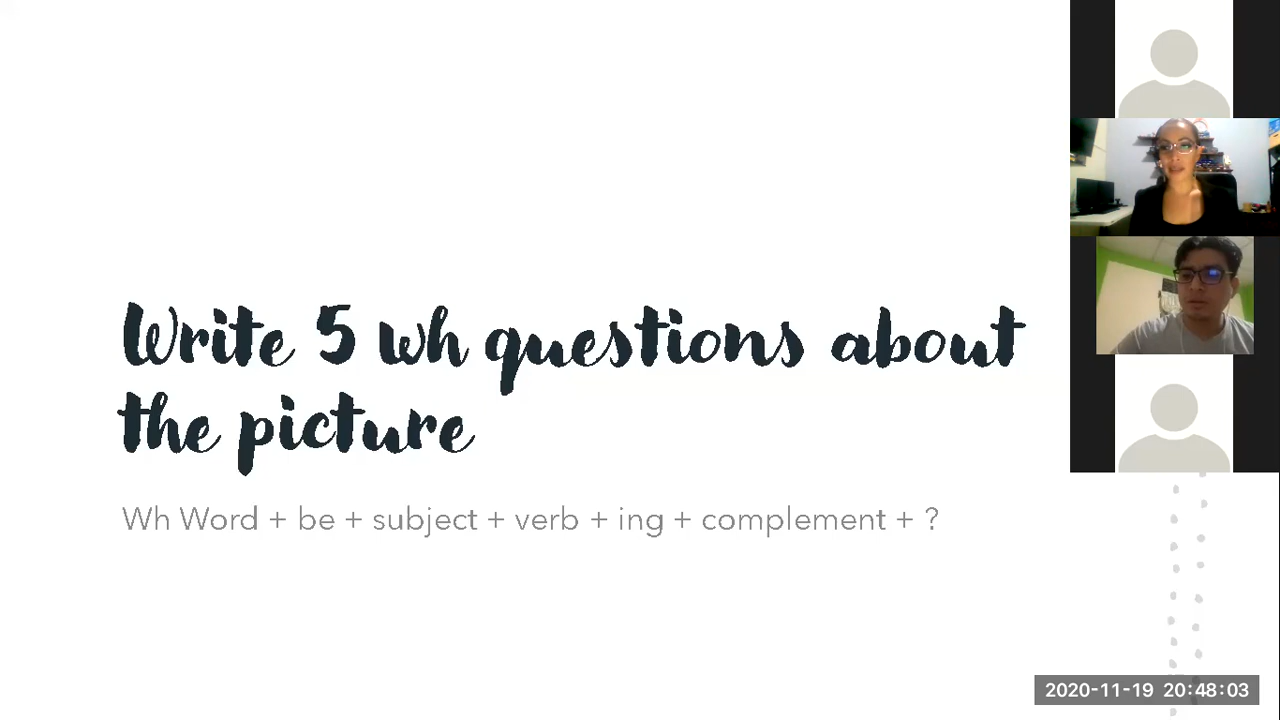 Write 5 wh questions about
the picture
Wh Word + be + subject + verb + ing + complement + ?
2020-11-19 20:48:03